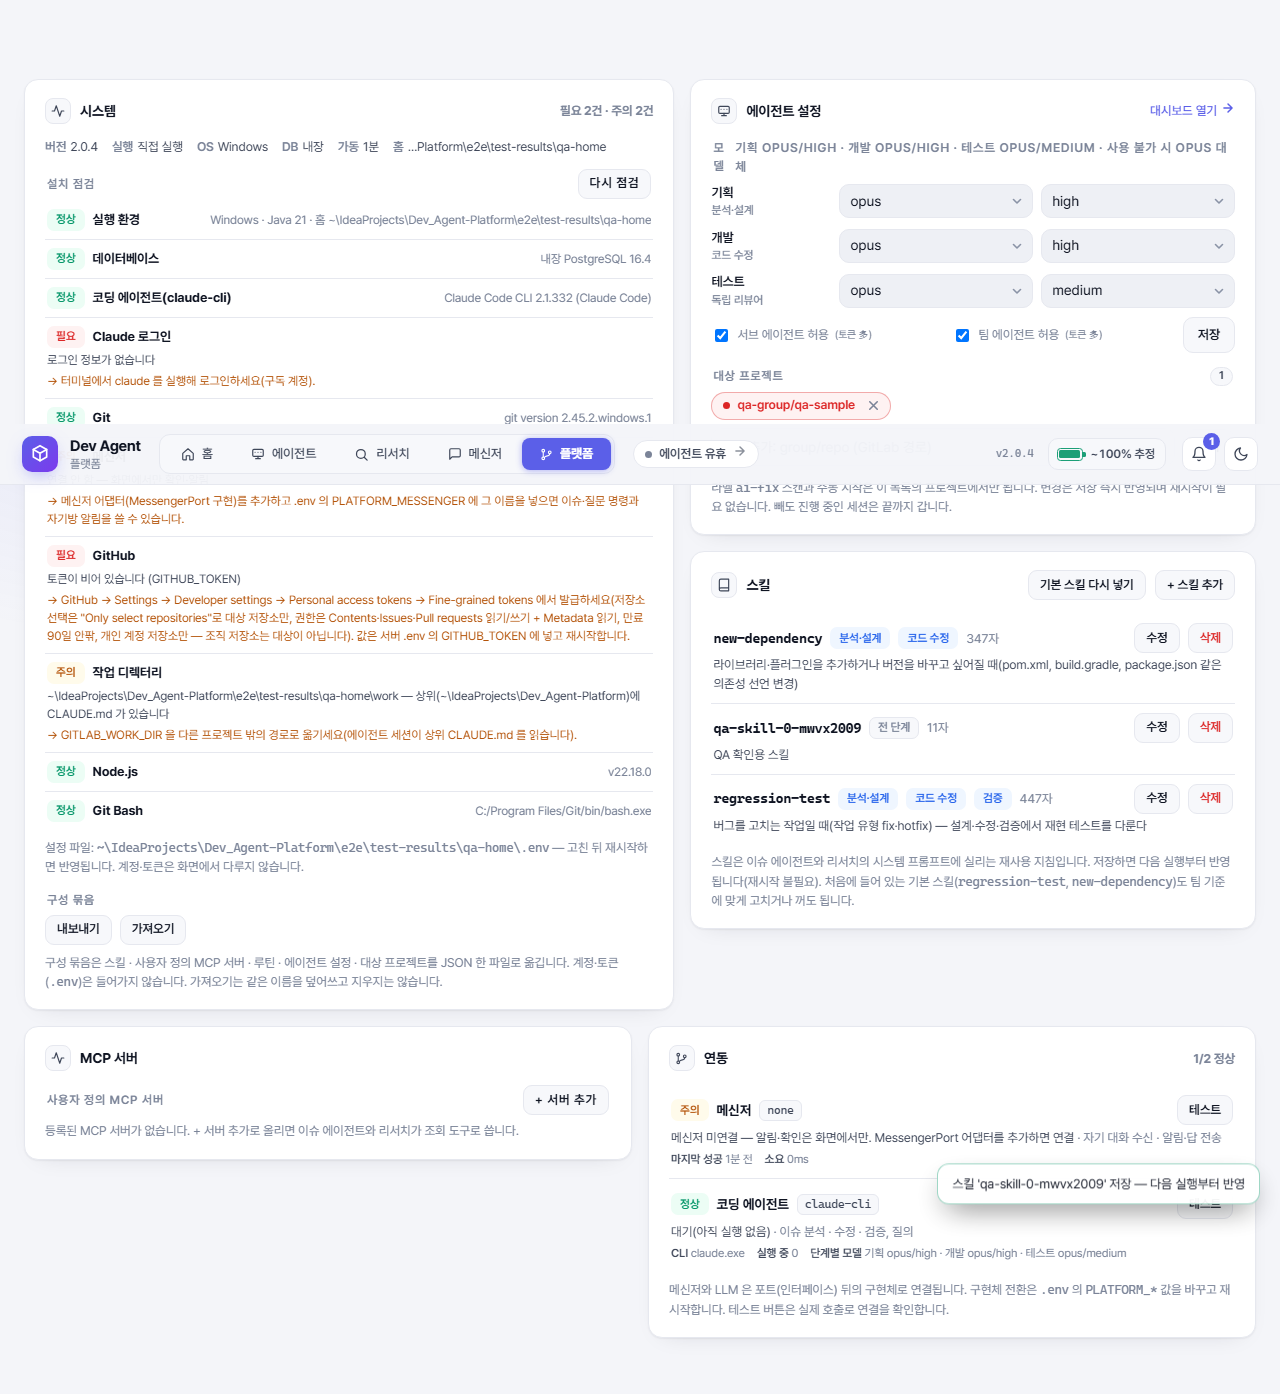 시스템
필요 2건 · 주의 2건
버전 2.0.4 실행 직접 실행 OS Windows DB 내장 가동 1분 홈 ...Platform\e2e\test-results\qa-home
설치 점검
다시 점검
정상 실행 환경 Windows · Java 21 · 홈 ~\IdeaProjects\Dev_Agent-Platform\e2e\test-results\qa-home
정상 데이터베이스 내장 PostgreSQL 16.4
정상 코딩 에이전트(claude-cli) Claude Code CLI 2.1.332 (Claude Code)
필요 Claude 로그인
로그인 정보가 없습니다
→ 터미널에서 claude 를 실행해 로그인하세요(구독 계정).
정상 Git git version 2.45.2.windows.1
에이전트 설정
대시보드 열기 →
모델 기획 OPUS/HIGH · 개발 OPUS/HIGH · 테스트 OPUS/MEDIUM · 사용 불가 시 OPUS 대체
기획 opus high
분석·설계
개발 opus high
코드 수정
테스트 opus medium
독립 리뷰어
서브 에이전트 허용 (토큰 多)
팀 에이전트 허용 (토큰 多)
저장
대상 프로젝트
1
qa-group/qa-sample ×
Dev Agent
플랫폼
홈
에이전트
리서치
메신저
플랫폼
에이전트 유휴 →
v2.0.4
~100% 추정
1
→ 메신저 어댑터(MessengerPort 구현)를 추가하고 .env 의 PLATFORM_MESSENGER 에 그 이름을 넣으면 이슈·질문 명령과
자기방 알림을 쓸 수 있습니다.
필요 GitHub
토큰이 비어 있습니다 (GITHUB_TOKEN)
→ GitHub → Settings → Developer settings → Personal access tokens → Fine-grained tokens 에서 발급하세요(저장소
선택은 "Only select repositories"로 대상 저장소만, 권한은 Contents·Issues·Pull requests 읽기/쓰기 + Metadata 읽기, 만료
90일 안팎, 개인 계정 저장소만 — 조직 저장소는 대상이 아닙니다). 값은 서버 .env 의 GITHUB_TOKEN 에 넣고 재시작합니다.
주의 작업 디렉터리
~\IdeaProjects\Dev_Agent-Platform\e2e\test-results\qa-home\work — 상위(~\IdeaProjects\Dev_Agent-Platform)에
CLAUDE.md 가 있습니다
→ GITLAB_WORK_DIR 을 다른 프로젝트 밖의 경로로 옮기세요(에이전트 세션이 상위 CLAUDE.md 를 읽습니다).
정상 Node.js v22.18.0
정상 Git Bash C:/Program Files/Git/bin/bash.exe
설정 파일: ~\IdeaProjects\Dev_Agent-Platform\e2e\test-results\qa-home\.env — 고친 뒤 재시작하
면 반영됩니다. 계정·토큰은 화면에서 다루지 않습니다.
구성 묶음
내보내기 가져오기
구성 묶음은 스킬 · 사용자 정의 MCP 서버 · 루틴 · 에이전트 설정 · 대상 프로젝트를 JSON 한 파일로 옮깁니다. 계정·토큰
(.env)은 들어가지 않습니다. 가져오기는 같은 이름을 덮어쓰고 지우지는 않습니다.
라벨 ai-fix 스캔과 수동 시작은 이 목록의 프로젝트에서만 됩니다. 변경은 저장 즉시 반영되며 재시작이 필
요 없습니다. 빼도 진행 중인 세션은 끝까지 갑니다.
스킬
기본 스킬 다시 넣기
+ 스킬 추가
new-dependency 분석·설계 코드 수정 347자 수정 삭제
라이브러리·플러그인을 추가하거나 버전을 바꾸고 싶어질 때(pom.xml, build.gradle, package.json 같은
의존성 선언 변경)
qa-skill-0-mwvx2009 전 단계 11자 수정 삭제
QA 확인용 스킬
regression-test 분석·설계 코드 수정 검증 447자 수정 삭제
버그를 고치는 작업일 때(작업 유형 fix·hotfix) — 설계·수정·검증에서 재현 테스트를 다룬다
스킬은 이슈 에이전트와 리서치의 시스템 프롬프트에 실리는 재사용 지침입니다. 저장하면 다음 실행부터 반영
됩니다(재시작 불필요). 처음에 들어 있는 기본 스킬(regression-test, new-dependency)도 팀 기준
에 맞게 고치거나 꺼도 됩니다.
MCP 서버
사용자 정의 MCP 서버
+ 서버 추가
등록된 MCP 서버가 없습니다. + 서버 추가로 올리면 이슈 에이전트와 리서치가 조회 도구로 씁니다.
연동
1/2 정상
주의 메신저 none 테스트
메신저 미연결 — 알림·확인은 화면에서만. MessengerPort 어댑터를 추가하면 연결 · 자기 대화 수신 · 알림·답 전송
마지막 성공 1분 전 소요 0ms
스킬 'qa-skill-0-mwvx2009' 저장 — 다음 실행부터 반영
정상 코딩 에이전트 claude-cli 테스트
대기(아직 실행 없음) · 이슈 분석 · 수정 · 검증, 질의
CLI claude.exe 실행 중 0 단계별 모델 기획 opus/high · 개발 opus/high · 테스트 opus/medium
메신저와 LLM 은 포트(인터페이스) 뒤의 구현체로 연결됩니다. 구현체 전환은 .env 의 PLATFORM_* 값을 바꾸고 재
시작합니다. 테스트 버튼은 실제 호출로 연결을 확인합니다.